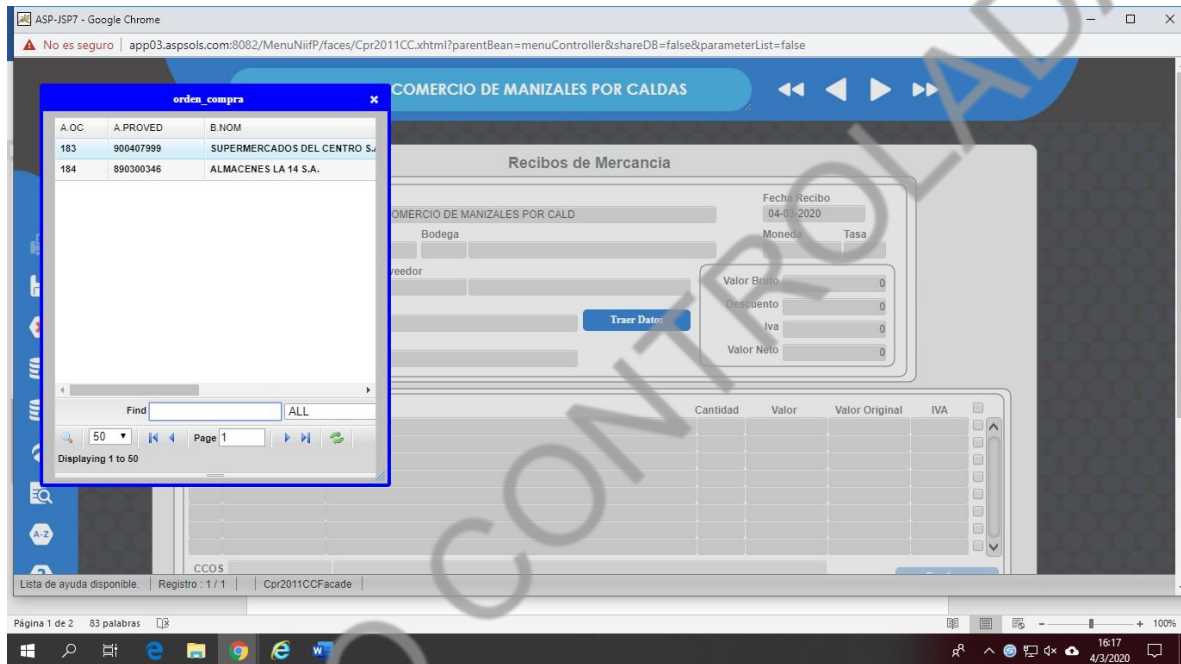 ASP-JSP7 - Google Chrome
No es seguro | app03.aspsols.com:8082/MenuNiifP/faces/Cpr2011CC.xhtml?parentBean=menuController&shareDB=false&parameterList=false
COMERCIO DE MANIZALES POR CALDAS
orden_compra
A.OC A.PROVED B.NOM
183 900407999 SUPERMERCADOS DEL CENTRO S.
184 890300346 ALMACENES LA 14 S.A.
Find ALL
50 Page 1
Displaying 1 to 50
Recibos de Mercancia
Fecha Recibo
OMERCIO DE MANIZALES POR CALD 04-03-2020
Bodega Moneda Tasa
veedor
Valor Bruto 0
Descuento 0
Traer Datos
Iva 0
Valor Neto 0
Cantidad Valor Valor Original IVA
A-Z
CCOS
Lista de ayuda disponible. Registro : 1 / 1 Cpr2011CCFacade
Página 1 de 2 83 palabras 100%
16:17
4/3/2020
O CONTROLADA